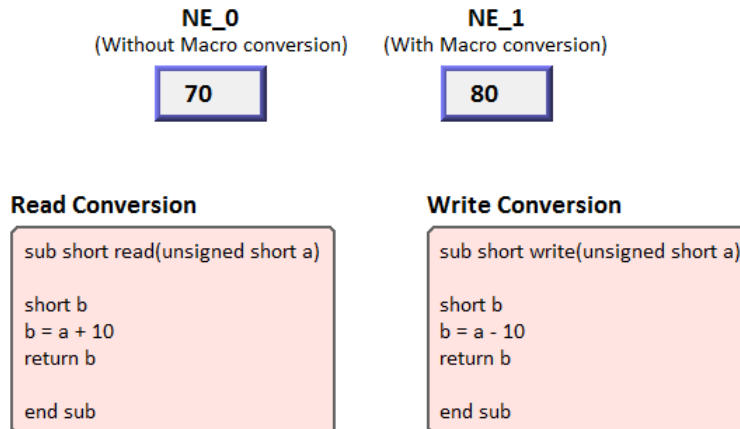 NE_0
(Without Macro conversion)
70
NE_1
(With Macro conversion)
80
Read Conversion
sub short read(unsigned short a)
short b
b = a + 10
return b
end sub
Write Conversion
sub short write(unsigned short a)
short b
b = a - 10
return b
end sub